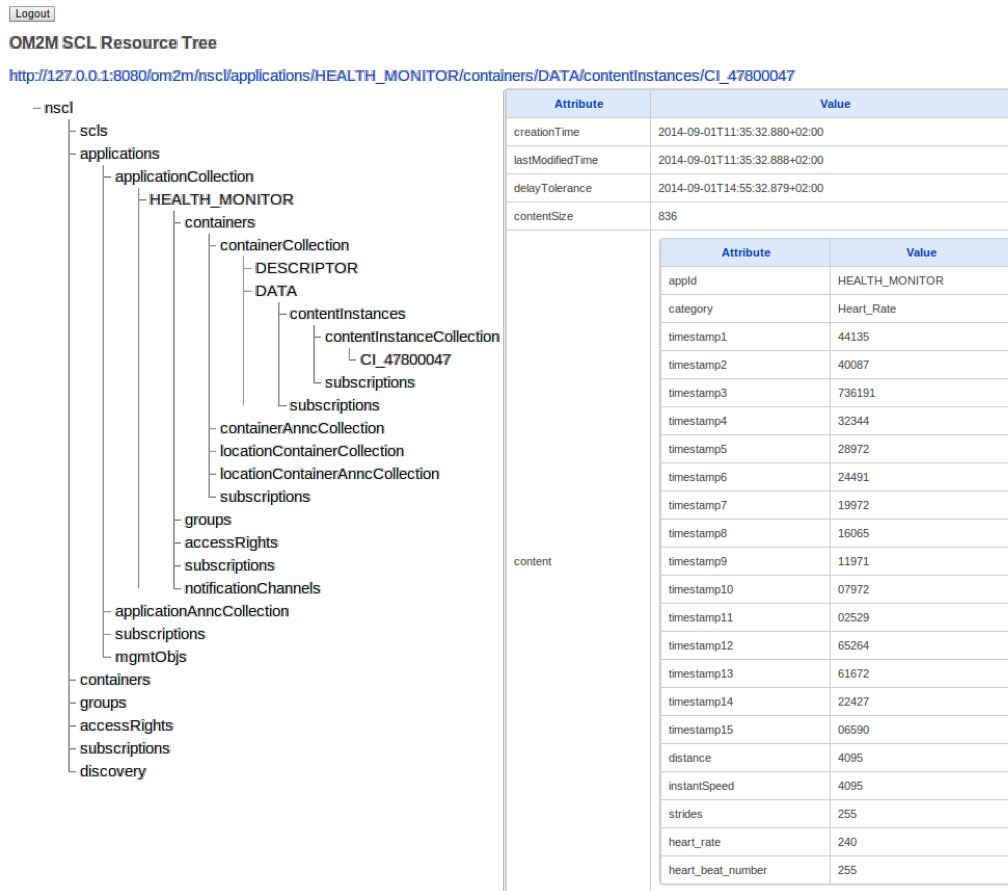 Logout
OM2M SCL Resource Tree
http://127.0.0.1:8080/om2m/nscl/applications/HEALTH_MONITOR/containers/DATA/contentInstances/CI_47800047
nscl
scls
applications
applicationCollection
HEALTH_MONITOR
containers
containerCollection
DESCRIPTOR
DATA
contentInstances
contentInstanceCollection
CI_47800047
subscriptions
subscriptions
containerAnncCollection
locationContainerCollection
locationContainerAnncCollection
subscriptions
groups
accessRights
subscriptions
notificationChannels
applicationAnncCollection
subscriptions
mgmtObjs
containers
groups
accessRights
subscriptions
discovery
Attribute Value
creationTime 2014-09-01T11:35:32.880+02:00
lastModifiedTime 2014-09-01T11:35:32.888+02:00
delayTolerance 2014-09-01T14:55:32.879+02:00
contentSize 836
content
Attribute Value
appId HEALTH_MONITOR
category Heart_Rate
timestamp1 44135
timestamp2 40087
timestamp3 736191
timestamp4 32344
timestamp5 28972
timestamp6 24491
timestamp7 19972
timestamp8 16065
timestamp9 11971
timestamp10 07972
timestamp11 02529
timestamp12 65264
timestamp13 61672
timestamp14 22427
timestamp15 06590
distance 4095
instantSpeed 4095
strides 255
heart_rate 240
heart_beat_number 255